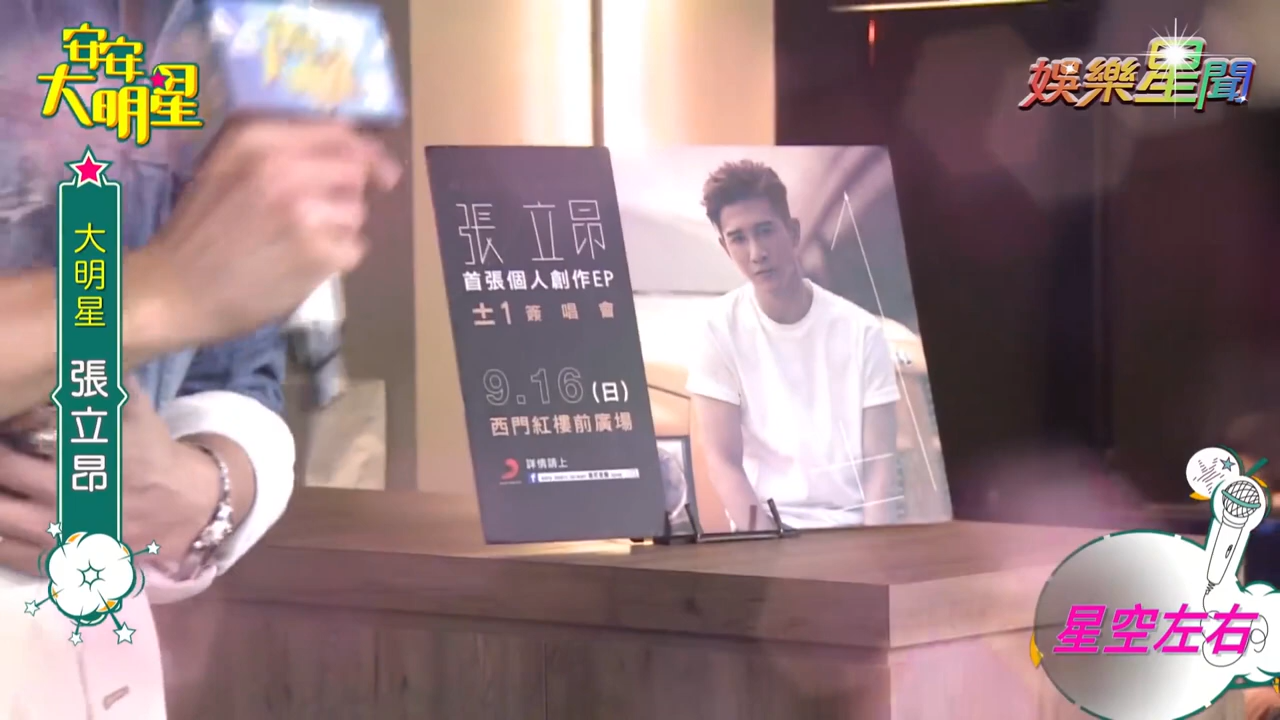 安安
大明星
娛樂星聞
大明星
張立昂
張立昂
首張個人創作EP
±1 簽唱會
9.16(日)
西門紅樓前廣場
詳情請上
星空左右